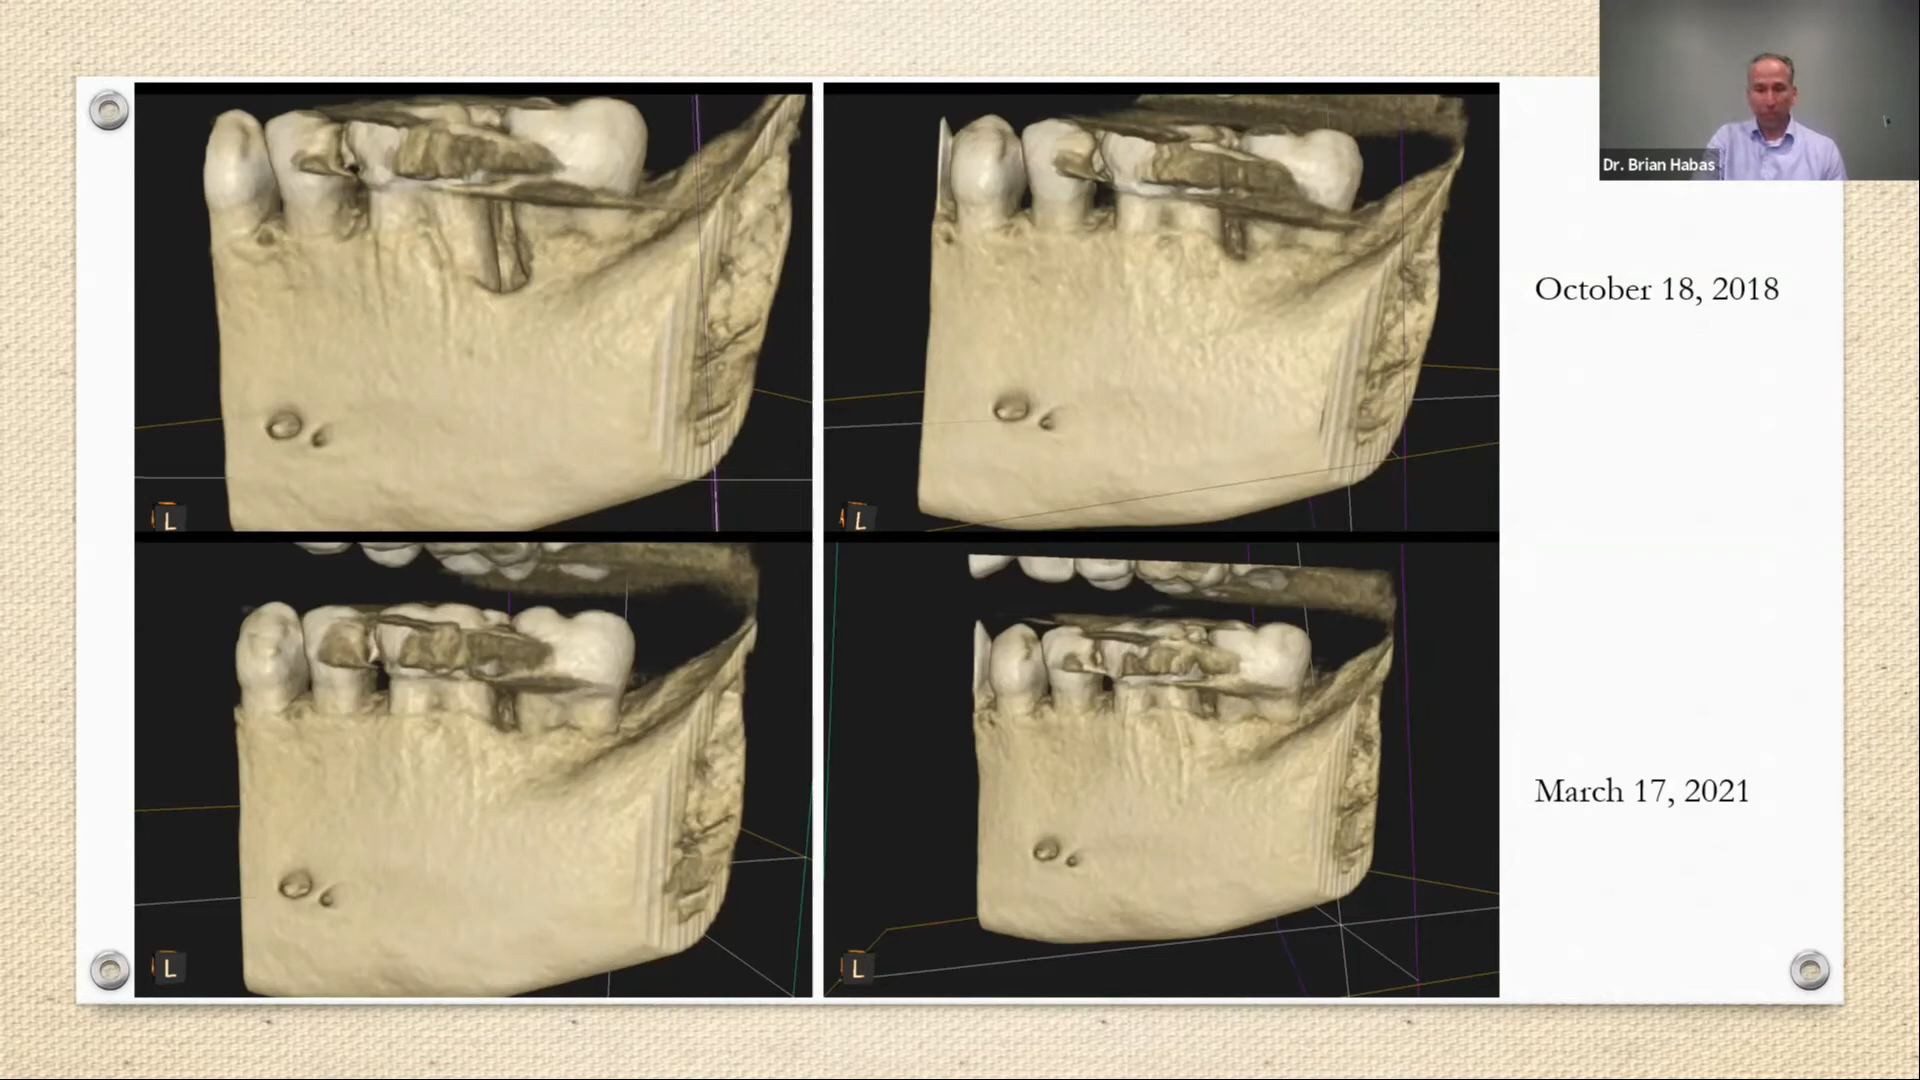 Dr. Brian Habas
October 18, 2018
L
L
March 17, 2021
L
L